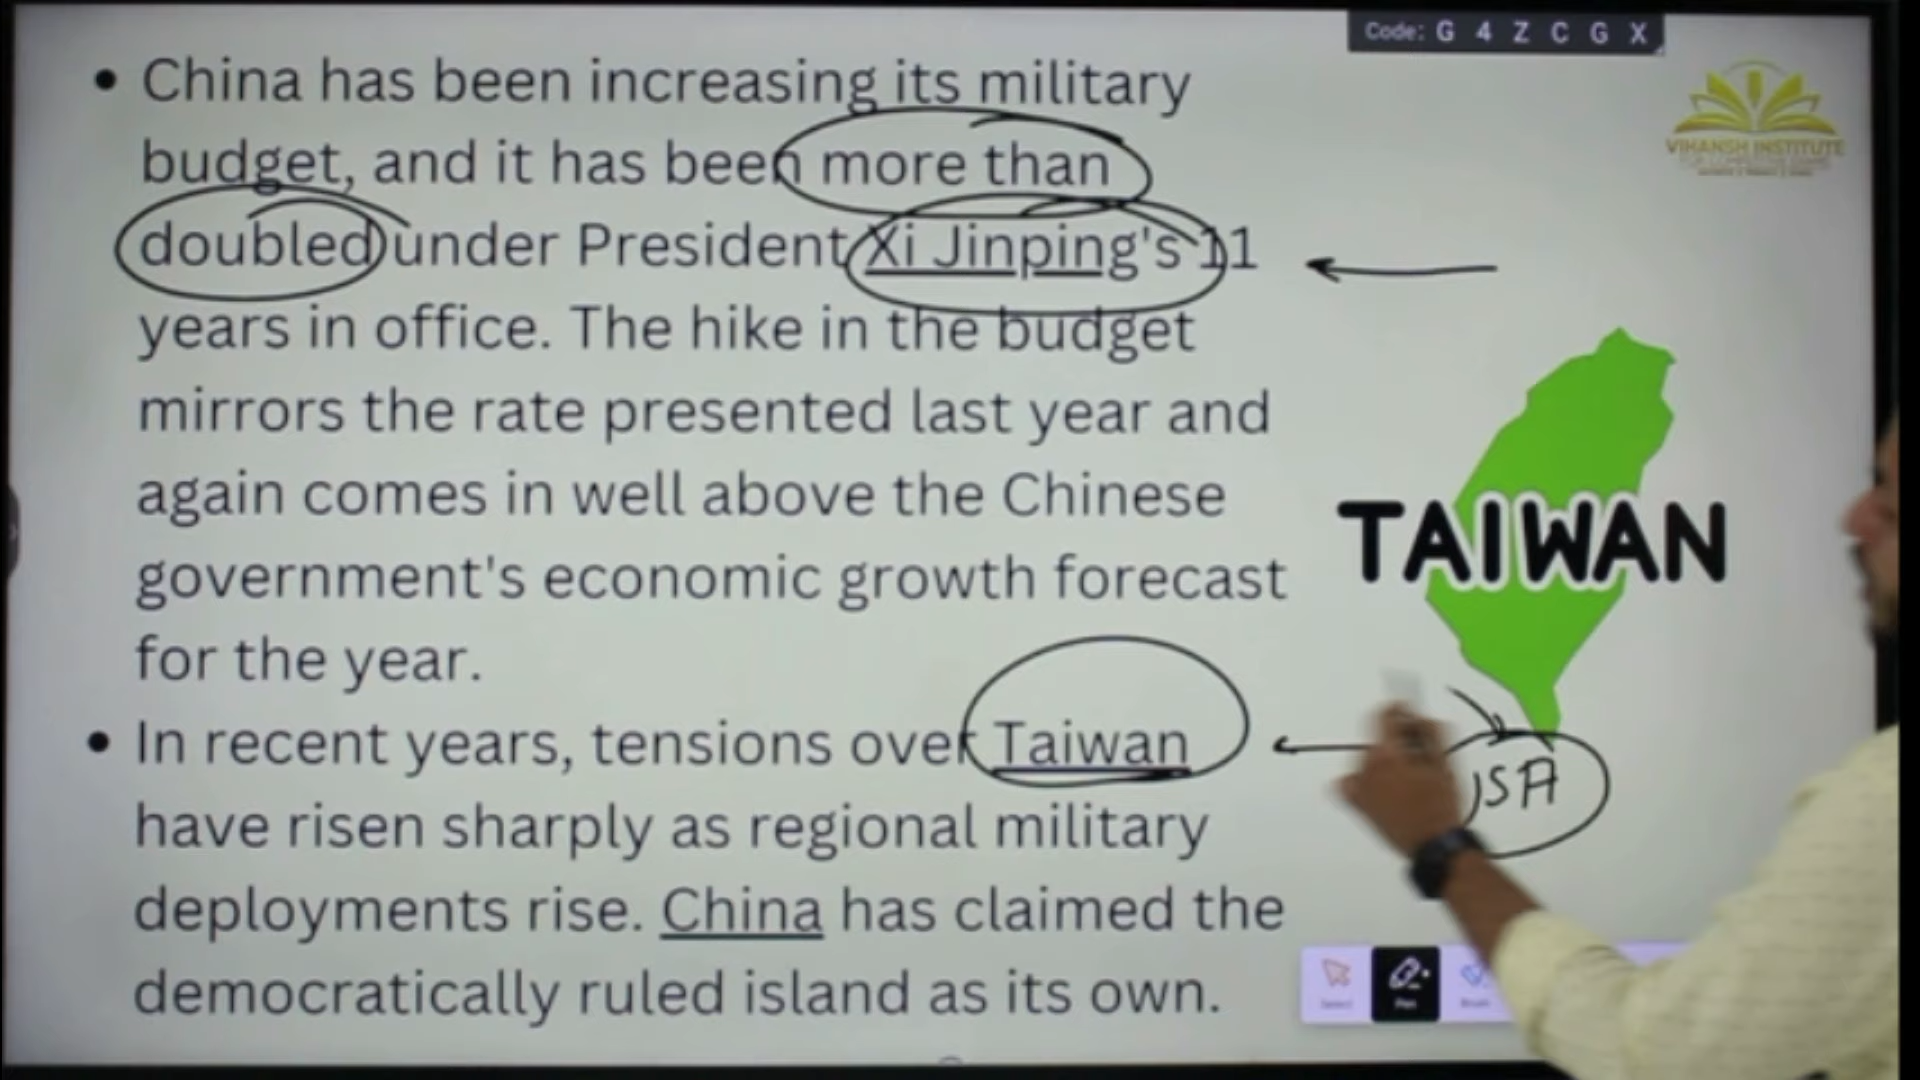 Code: G 4 Z C G X
• China has been increasing its military
budget, and it has been more than
doubled under President Xi Jinping's 11
years in office. The hike in the budget
mirrors the rate presented last year and
again comes in well above the Chinese
government's economic growth forecast
for the year.
• In recent years, tensions over Taiwan
have risen sharply as regional military
deployments rise. China has claimed the
democratically ruled island as its own.
VIHANSH INSTITUTE
TAIWAN
USA
Select
Pen